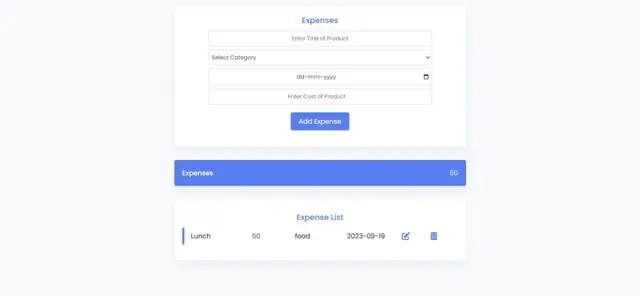 Expenses
Enter Title of Product
Select Category
dd-mm-yyyy
Enter Cost of Product
Add Expense
Expenses 60
Expense List
Lunch 60 food 2023-09-19